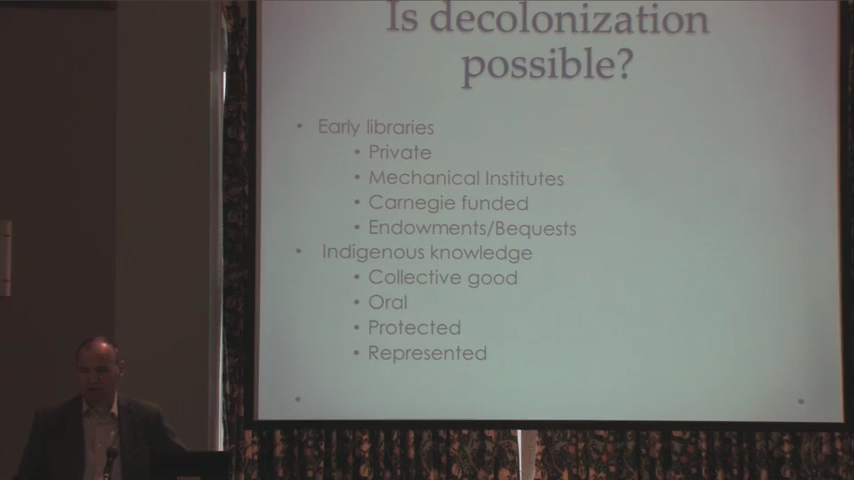 Is decolonization
possible?
• Early libraries
• Private
• Mechanical Institutes
• Carnegie funded
• Endowments/Bequests
• Indigenous knowledge
• Collective good
• Oral
• Protected
• Represented